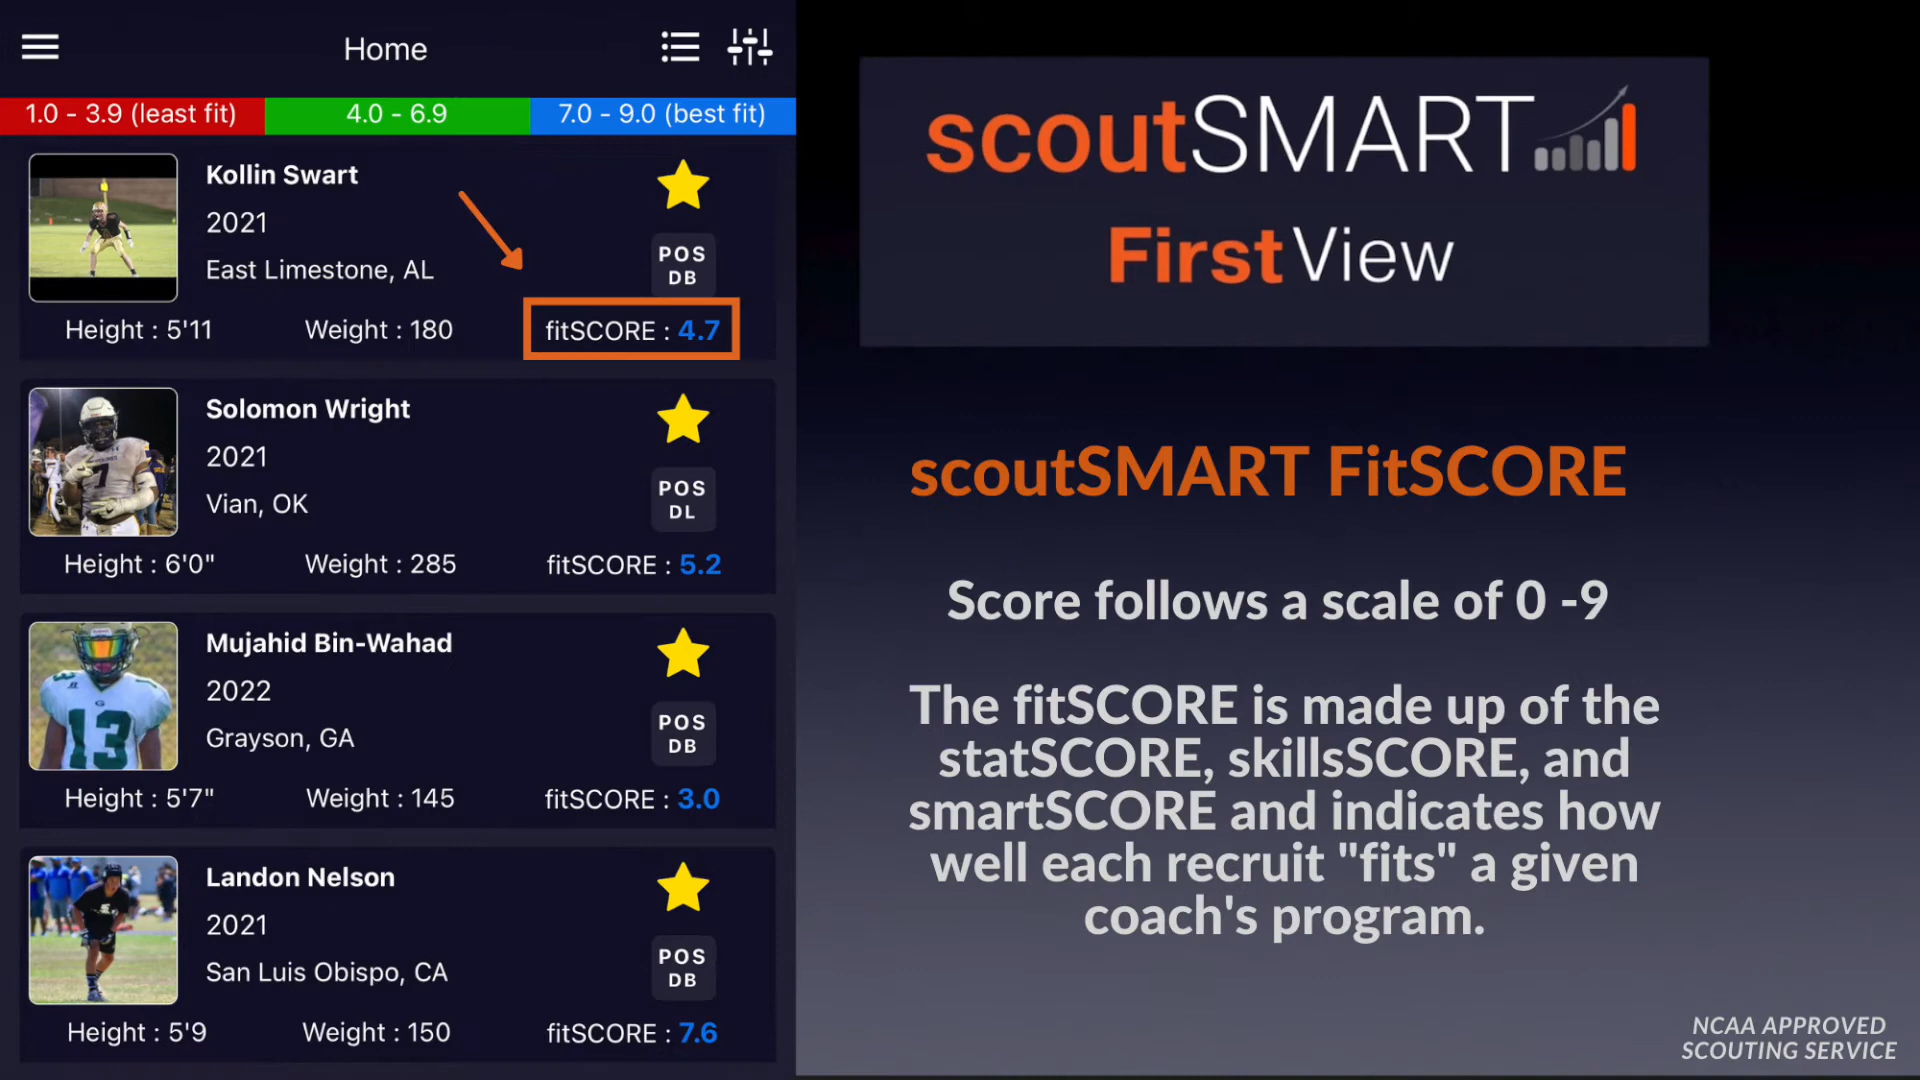 Home
1.0 - 3.9 (least fit)
4.0 - 6.9
7.0 - 9.0 (best fit)
Kollin Swart
2021
East Limestone, AL
POS
DB
Height : 5'11
Weight : 180
fitSCORE : 4.7
Solomon Wright
2021
Vian, OK
POS
DL
Height : 6'0"
Weight : 285
fitSCORE : 5.2
Mujahid Bin-Wahad
2022
Grayson, GA
POS
DB
13
Height : 5'7"
Weight : 145
fitSCORE : 3.0
Landon Nelson
2021
San Luis Obispo, CA
POS
DB
Height : 5'9
Weight : 150
fitSCORE : 7.6
scoutSMART
FirstView
scoutSMART FitSCORE
Score follows a scale of 0 -9
The fitSCORE is made up of the
statSCORE, skillsSCORE, and
smartSCORE and indicates how
well each recruit "fits" a given
coach's program.
NCAA APPROVED
SCOUTING SERVICE